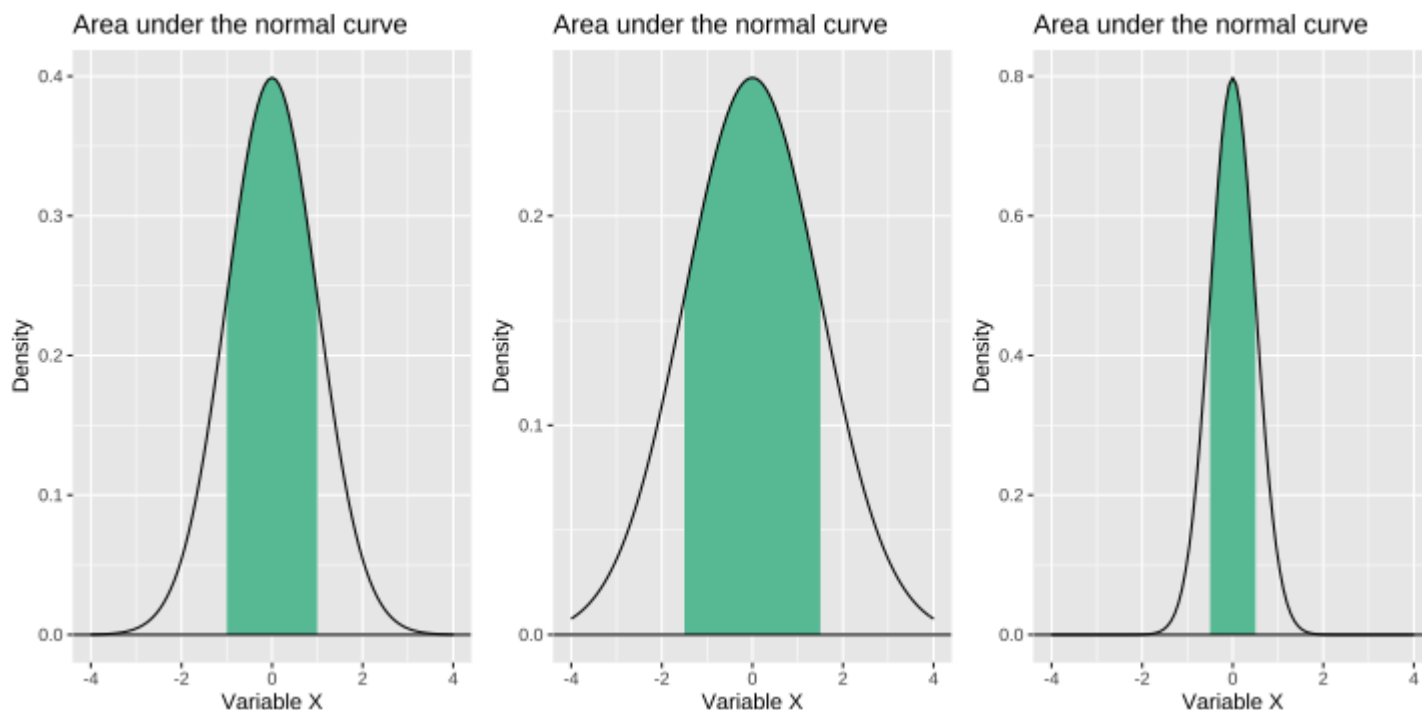 Area under the normal curve
0.4
0.3
0.2
0.1
0.0
Density
-4 -2 0 2 4
Variable X
Area under the normal curve
0.2
0.1
0.0
Density
-4 -2 0 2 4
Variable X
Area under the normal curve
0.8
0.6
0.4
0.2
0.0
Density
-4 -2 0 2 4
Variable X